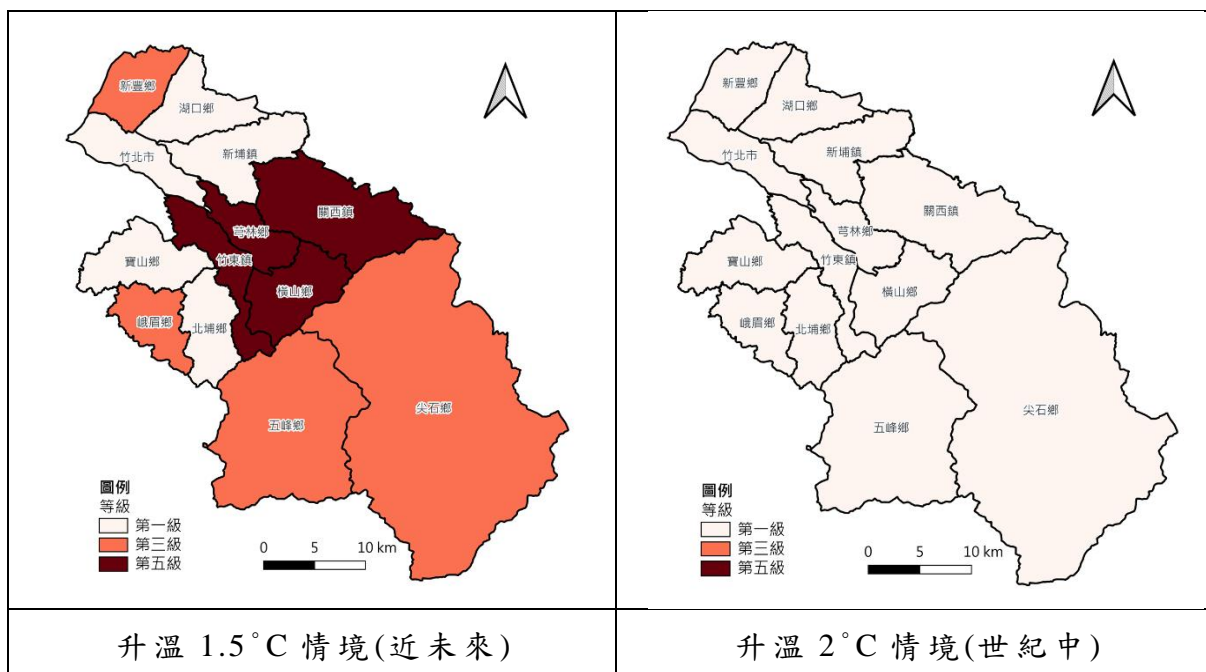 新豐鄉
湖口鄉
竹北市
新埔鎮
關西鎮
芎林鄉
竹東鎮
寶山鄉
橫山鄉
峨眉鄉
北埔鄉
尖石鄉
五峰鄉
圖例
等級
第一級
第三級
第五級
0 5 10 km
升溫 1.5°C 情境(近未來)
新豐鄉
湖口鄉
竹北市
新埔鎮
關西鎮
芎林鄉
竹東鎮
寶山鄉
橫山鄉
峨眉鄉
北埔鄉
尖石鄉
五峰鄉
圖例
等級
第一級
第三級
第五級
0 5 10 km
升溫 2°C 情境(世紀中)